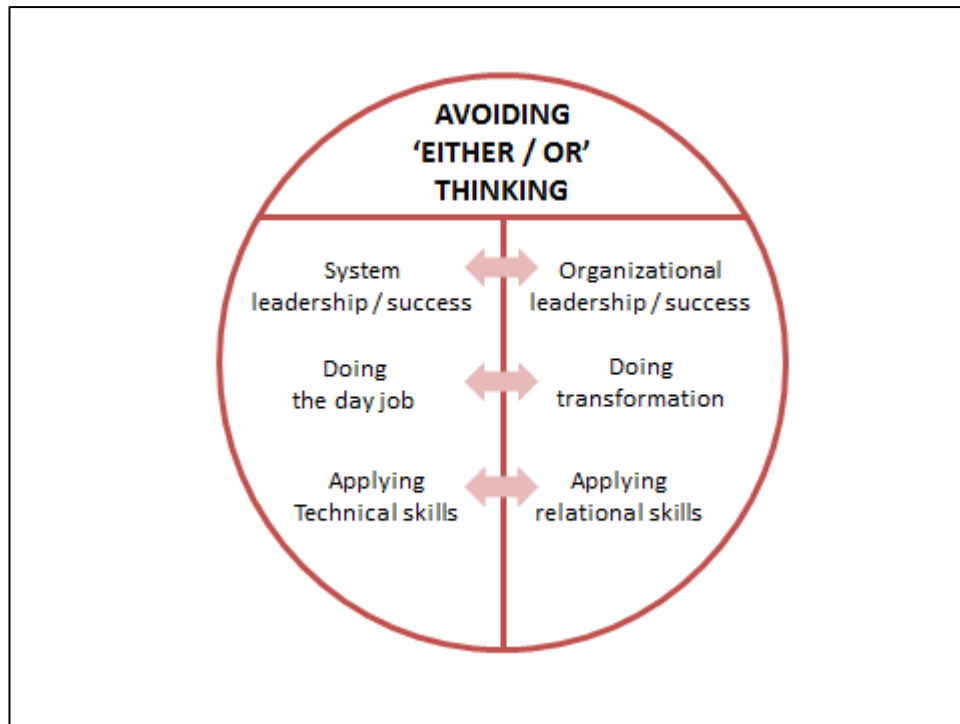 AVOIDING
‘EITHER / OR’
THINKING
System
leadership / success
Organizational
leadership / success
Doing
the day job
Doing
transformation
Applying
Technical skills
Applying
relational skills